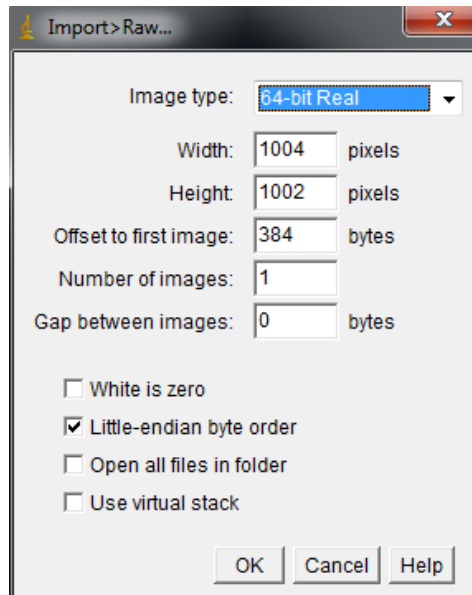 Import>Raw...
Image type: 64-bit Real
Width: 1004 pixels
Height: 1002 pixels
Offset to first image: 384 bytes
Number of images: 1
Gap between images: 0 bytes
White is zero
Little-endian byte order
Open all files in folder
Use virtual stack
OK Cancel Help